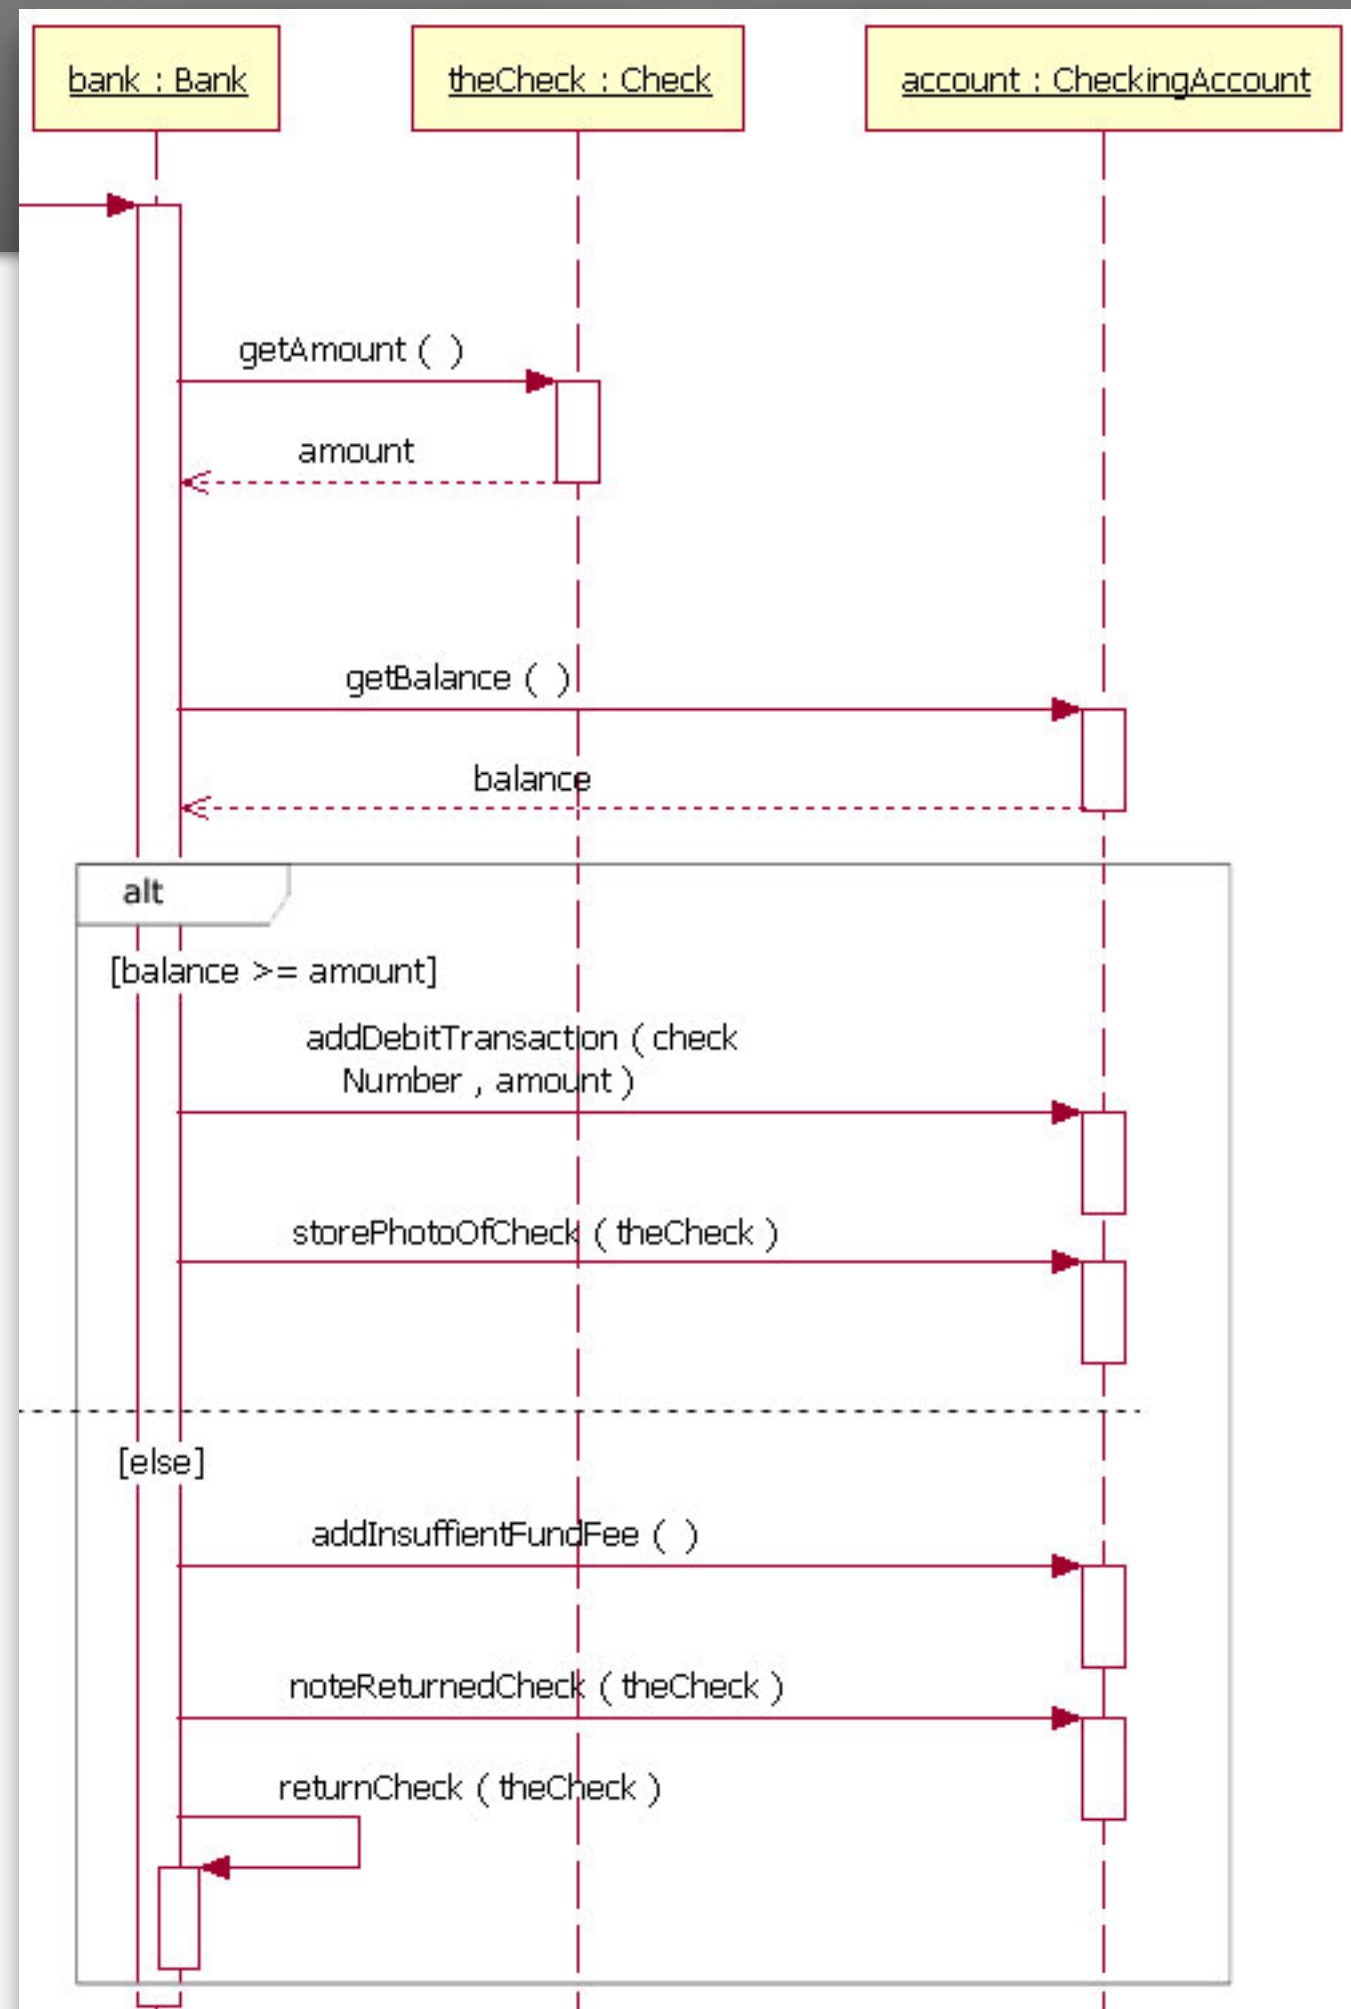 bank : Bank
theCheck : Check
account : CheckingAccount
getAmount ( )
amount
getBalance ( )
balance
alt
[balance >= amount]
addDebitTransaction ( check
Number , amount )
storePhotoOfCheck ( theCheck )
[else]
addInsuffientFundFee ( )
noteReturnedCheck ( theCheck )
returnCheck ( theCheck )